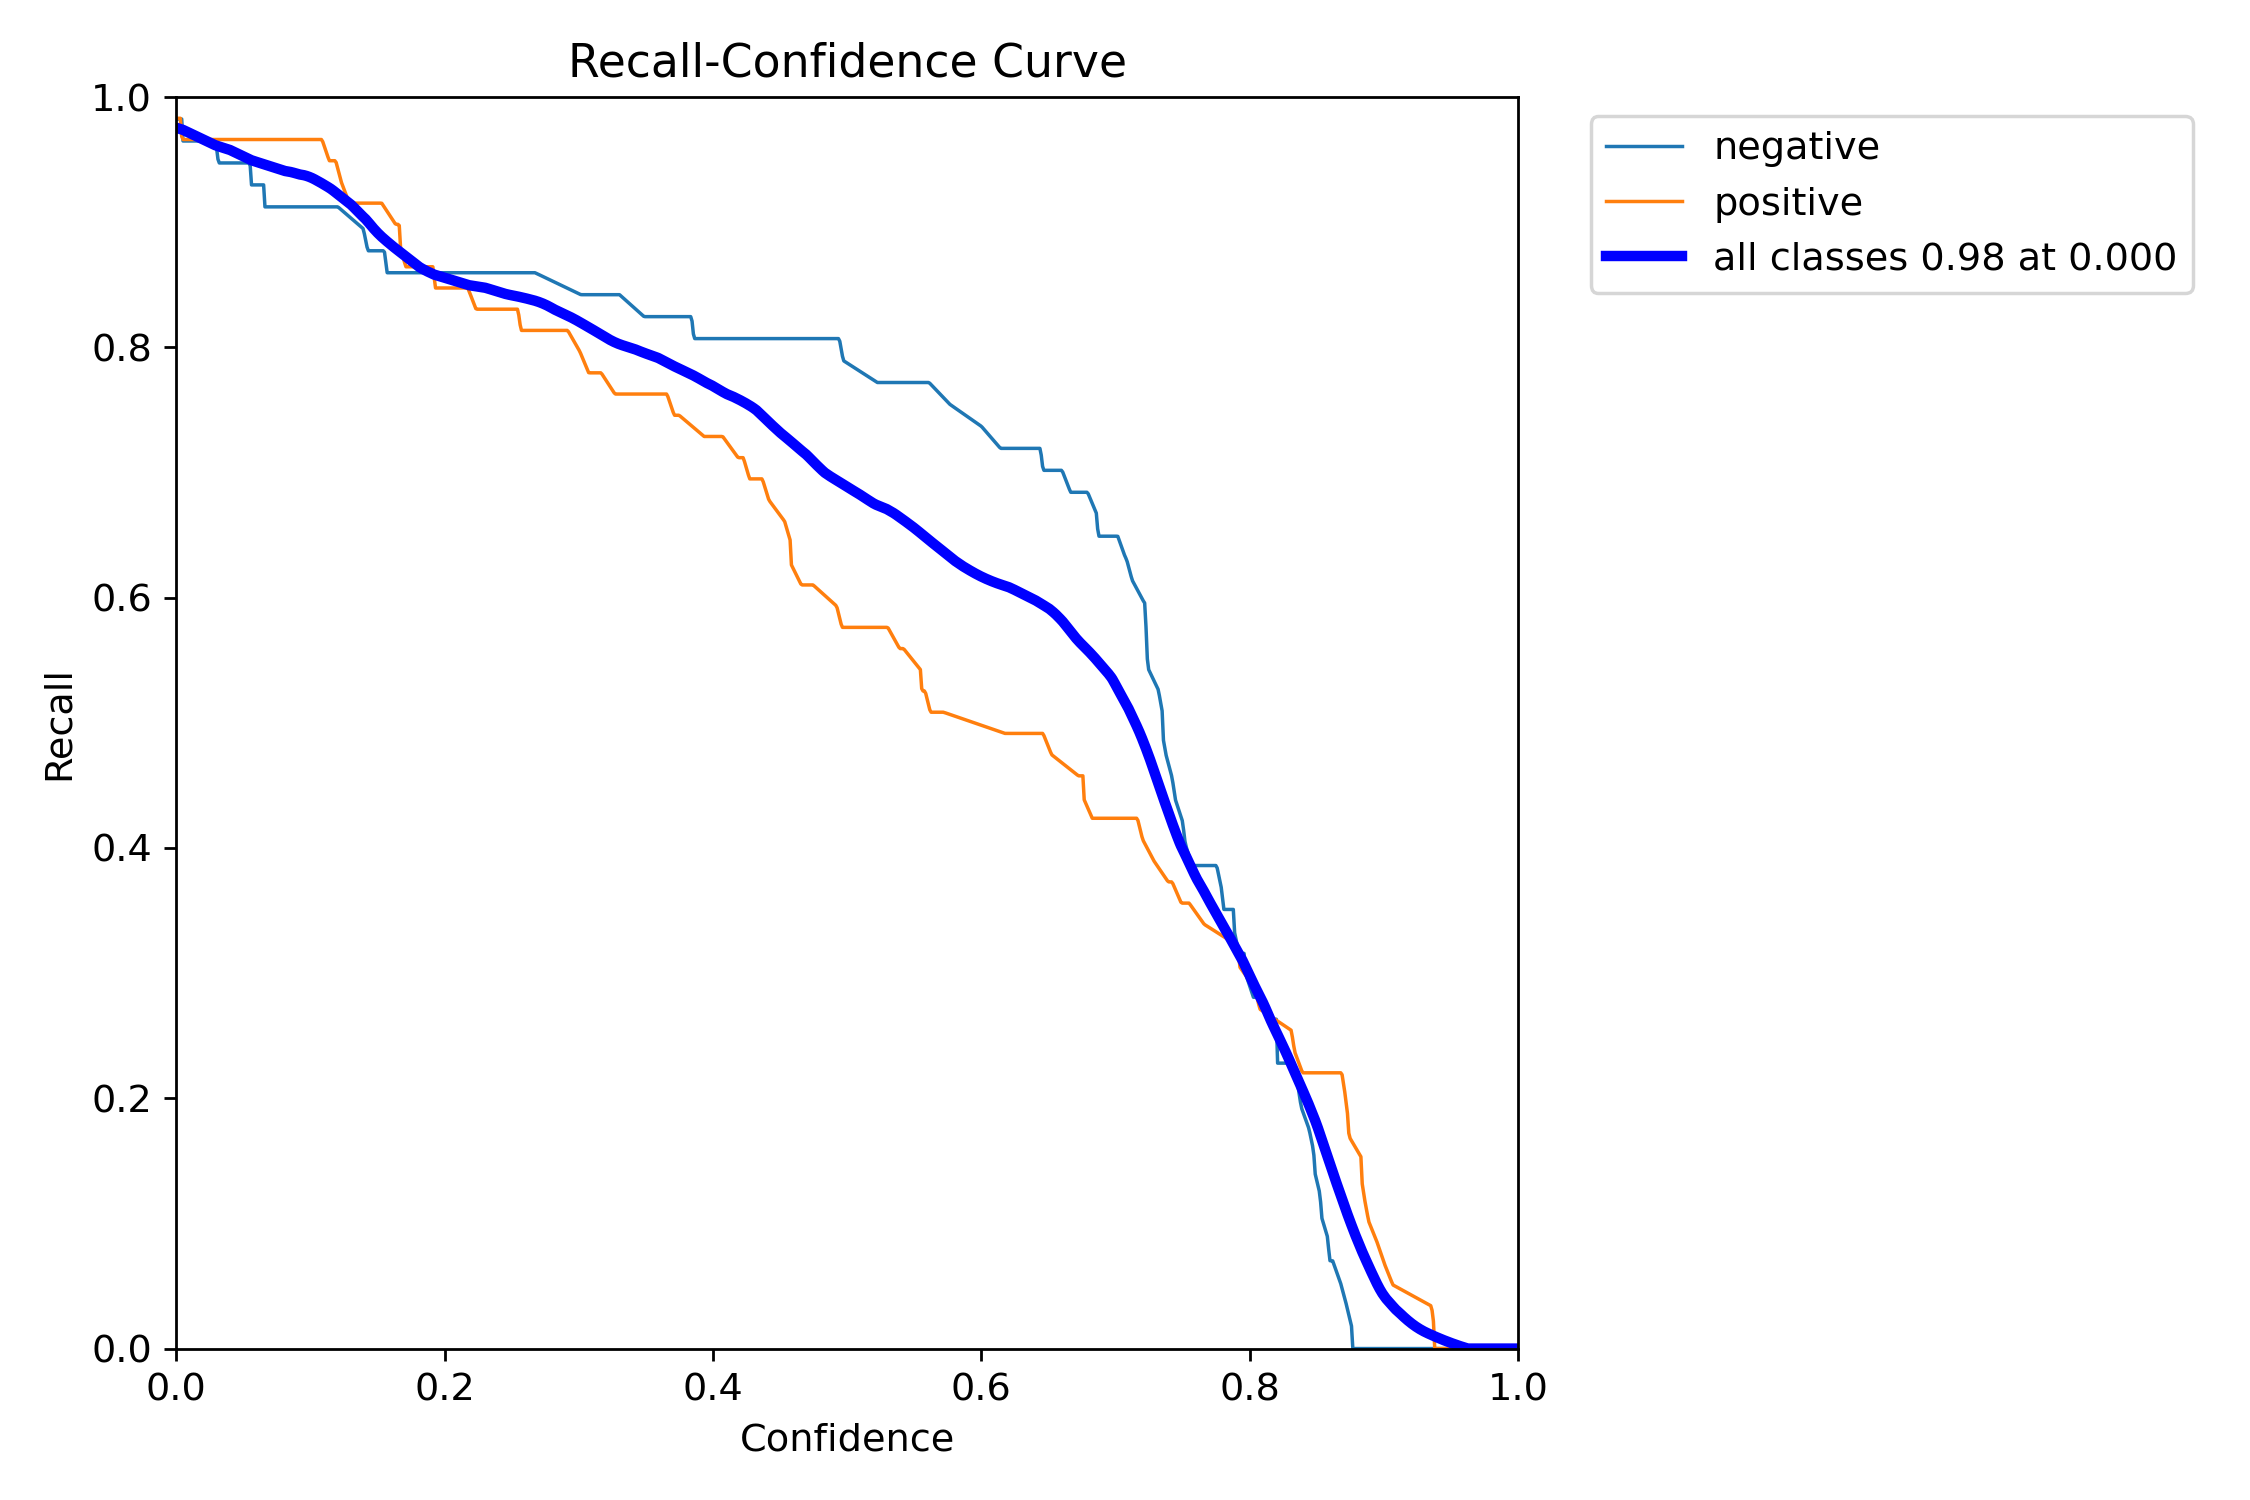 Recall-Confidence Curve
1.0
0.8
0.6
0.4
0.2
0.0
Recall
0.0 0.2 0.4 0.6 0.8 1.0
Confidence
negative
positive
all classes 0.98 at 0.000